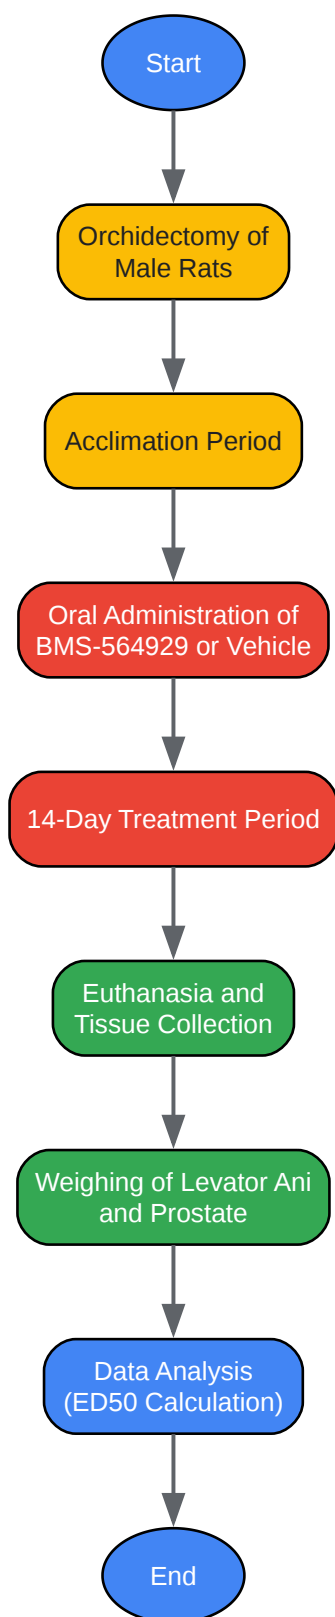 Start
Orchidectomy of
Male Rats
Acclimation Period
Oral Administration of
BMS-564929 or Vehicle
14-Day Treatment Period
Euthanasia and
Tissue Collection
Weighing of Levator Ani
and Prostate
Data Analysis
(ED50 Calculation)
End